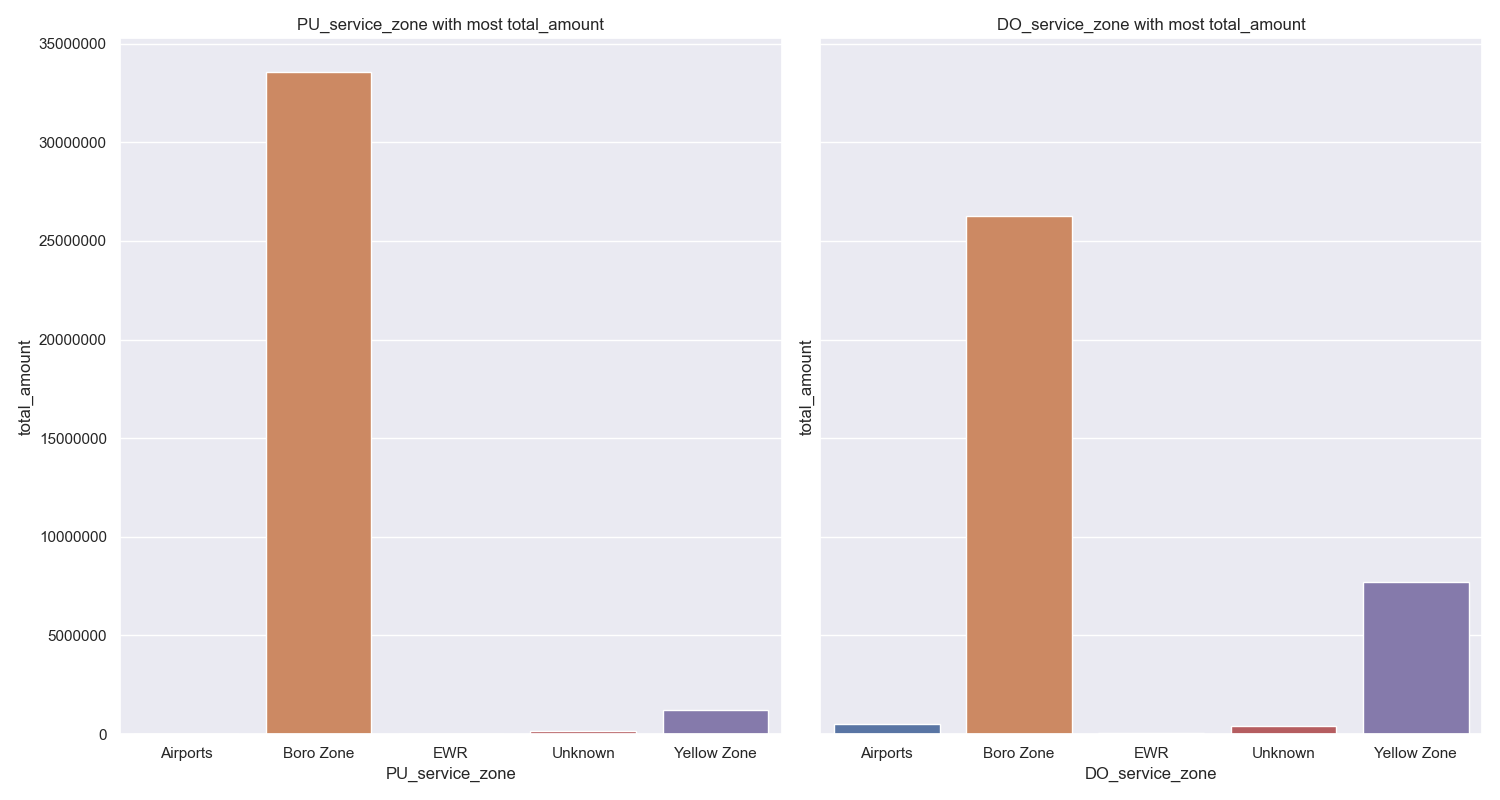 PU_service_zone with most total_amount
35000000
30000000
25000000
20000000
15000000
10000000
5000000
0
total_amount
Airports Boro Zone EWR Unknown Yellow Zone
PU_service_zone
DO_service_zone with most total_amount
total_amount
Airports Boro Zone EWR Unknown Yellow Zone
DO_service_zone